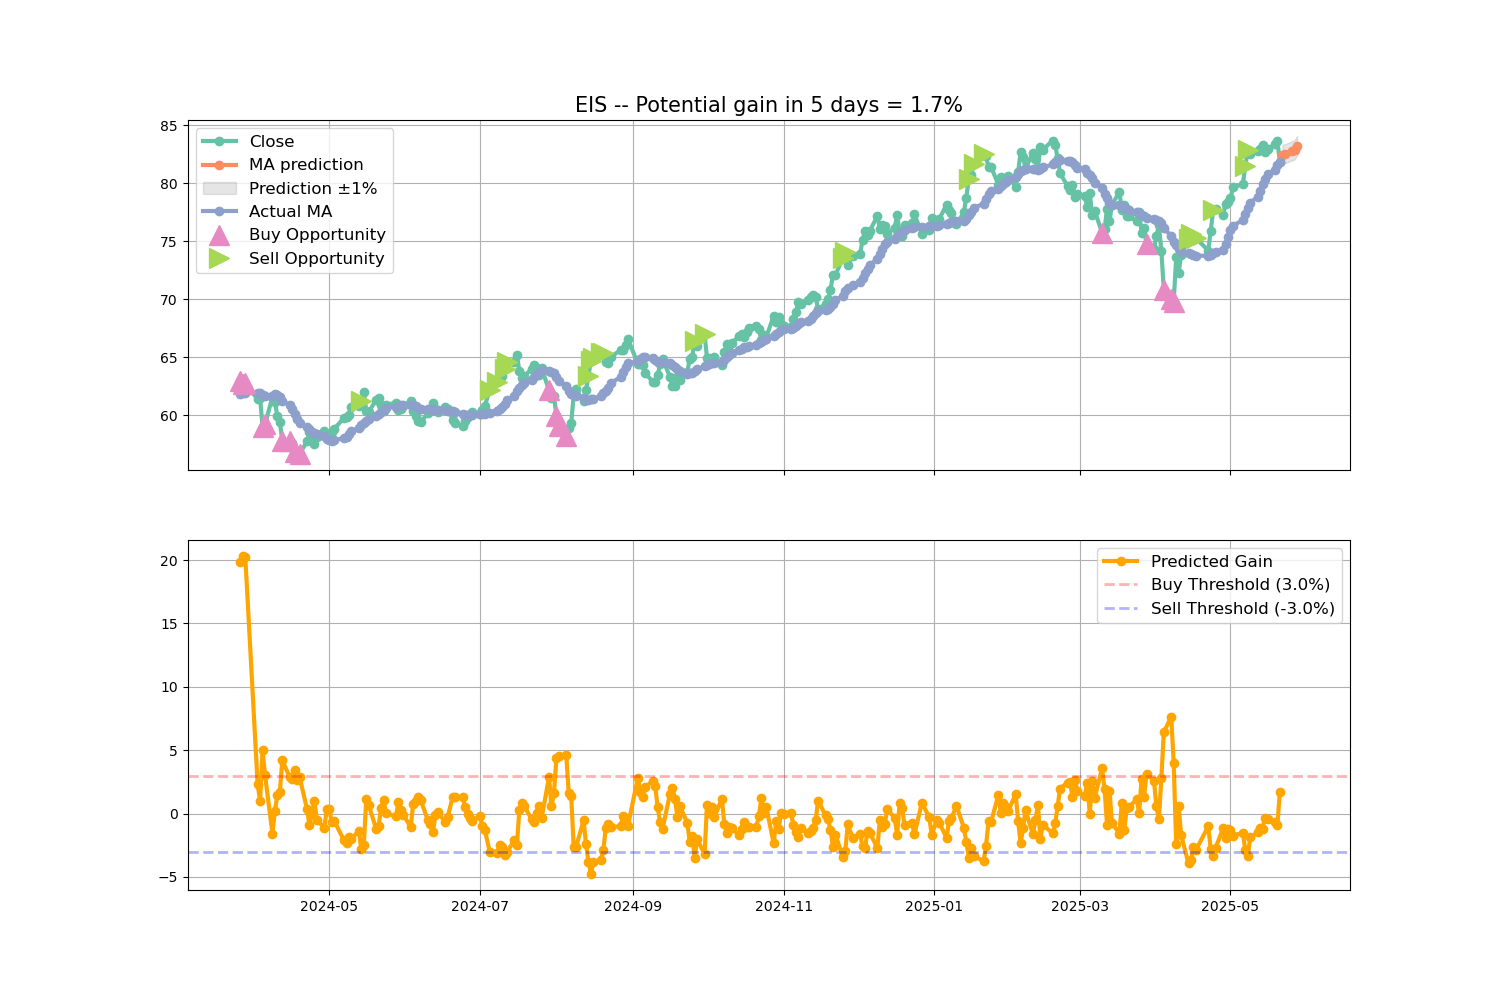 EIS -- Potential gain in 5 days = 1.7%
85
80
75
70
65
60
Close
MA prediction
Prediction ±1%
Actual MA
Buy Opportunity
Sell Opportunity
20
15
10
5
0
−5
Predicted Gain
Buy Threshold (3.0%)
Sell Threshold (-3.0%)
2024-05
2024-07
2024-09
2024-11
2025-01
2025-03
2025-05